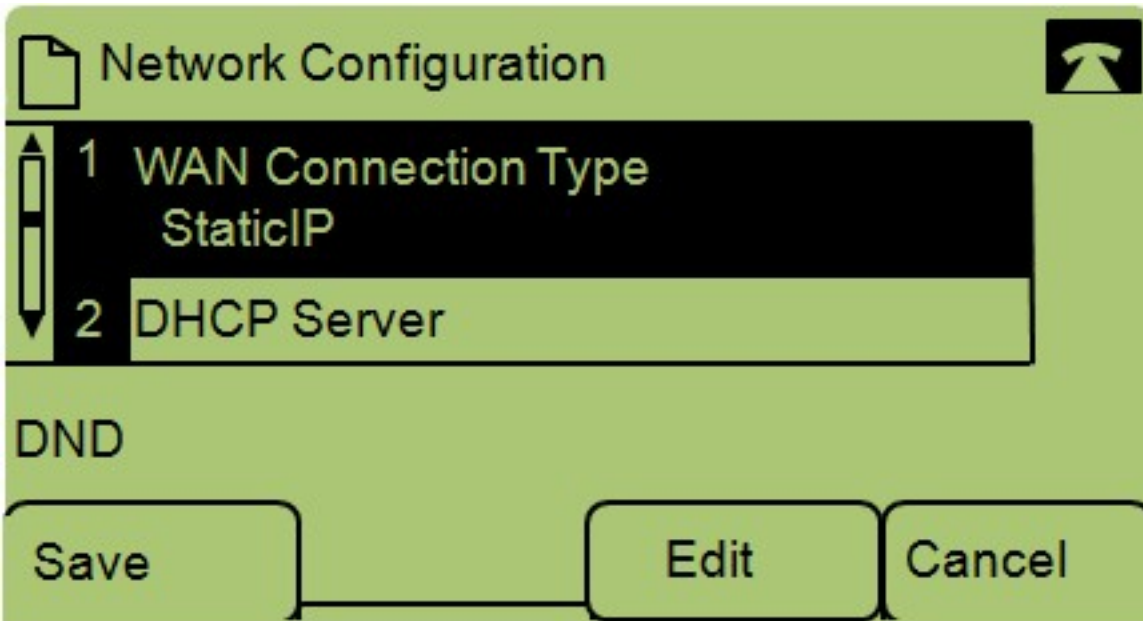 Network Configuration
1 WAN Connection Type
StaticIP
2 DHCP Server
DND
Save Edit Cancel